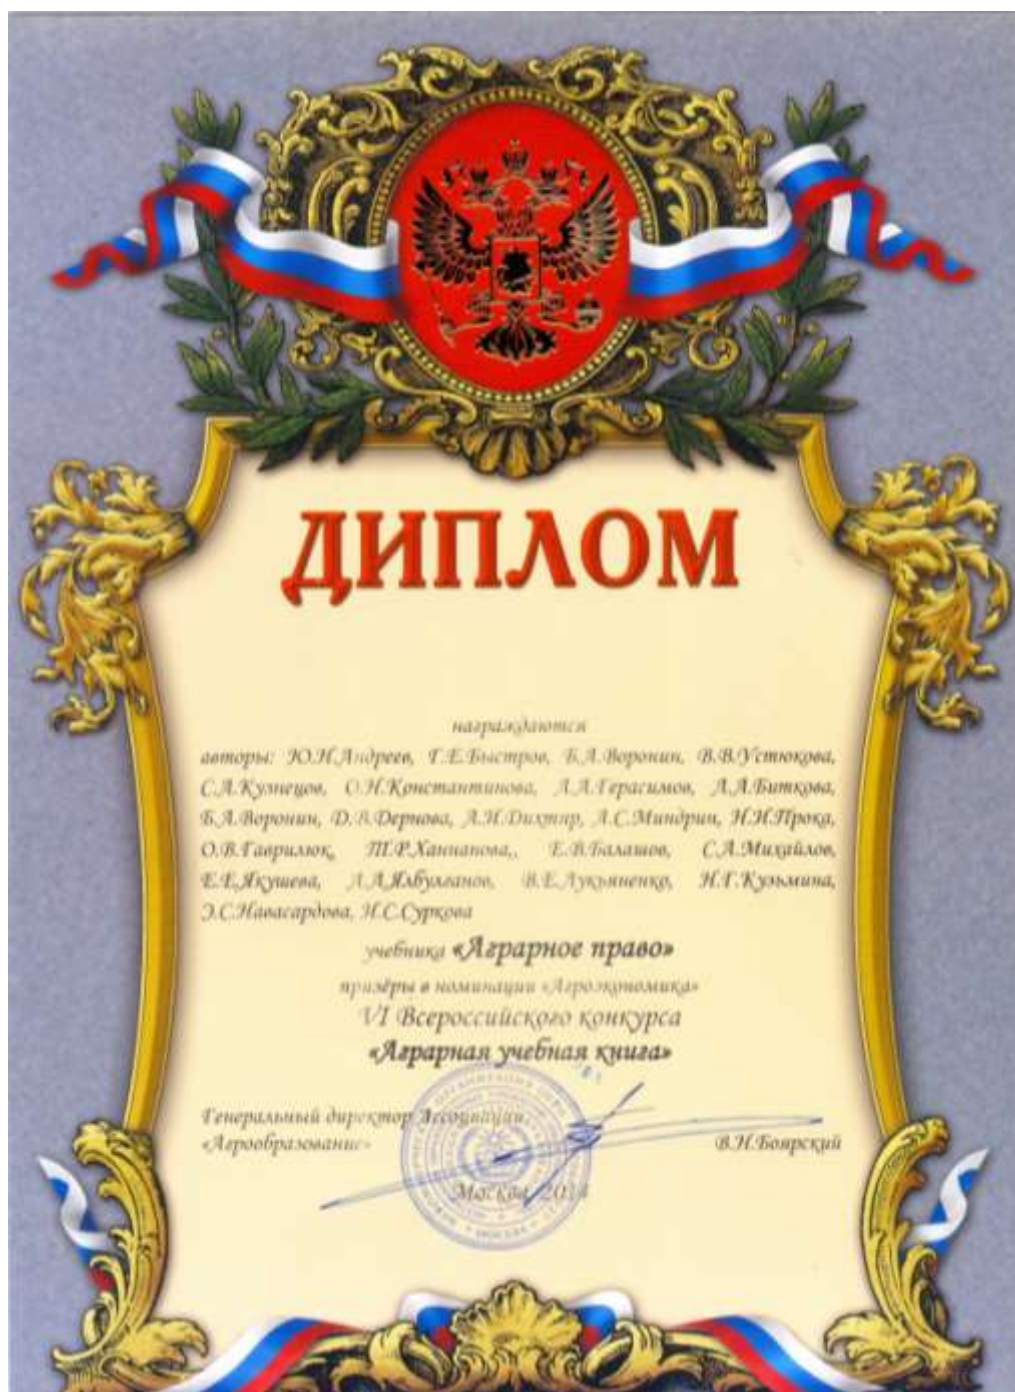 ДИПЛОМ
награждаются
авторы: Ю.Н.Андреев, Г.Е.Быстров, Б.А.Воронин, В.В.Устюкова,
С.А.Кузнецов, О.Н.Константинова, Л.Л.Герасимов, Л.Л.Биткова,
Б.А.Воронин, Д.В.Дернова, А.И.Дихтяр, А.С.Миндрин, Н.Н.Прока,
О.В.Гаврилюк, Т.Р.Ханнанова,, Е.В.Балашов, С.А.Михайлов,
Е.Е.Якушева, Л.Л.Ялбулганов, В.Е.Лукьяненко, Н.Г.Кузьмина,
Э.С.Навасардова, И.С.Суркова
учебника «Аграрное право»
призёры в номинации «Агроэкономика»
VI Всероссийского конкурса
«Аграрная учебная книга»
Генеральный директор Ассоциации
«Агрообразование» В.Н.Боярский
Москва, 2014
МОСКВА